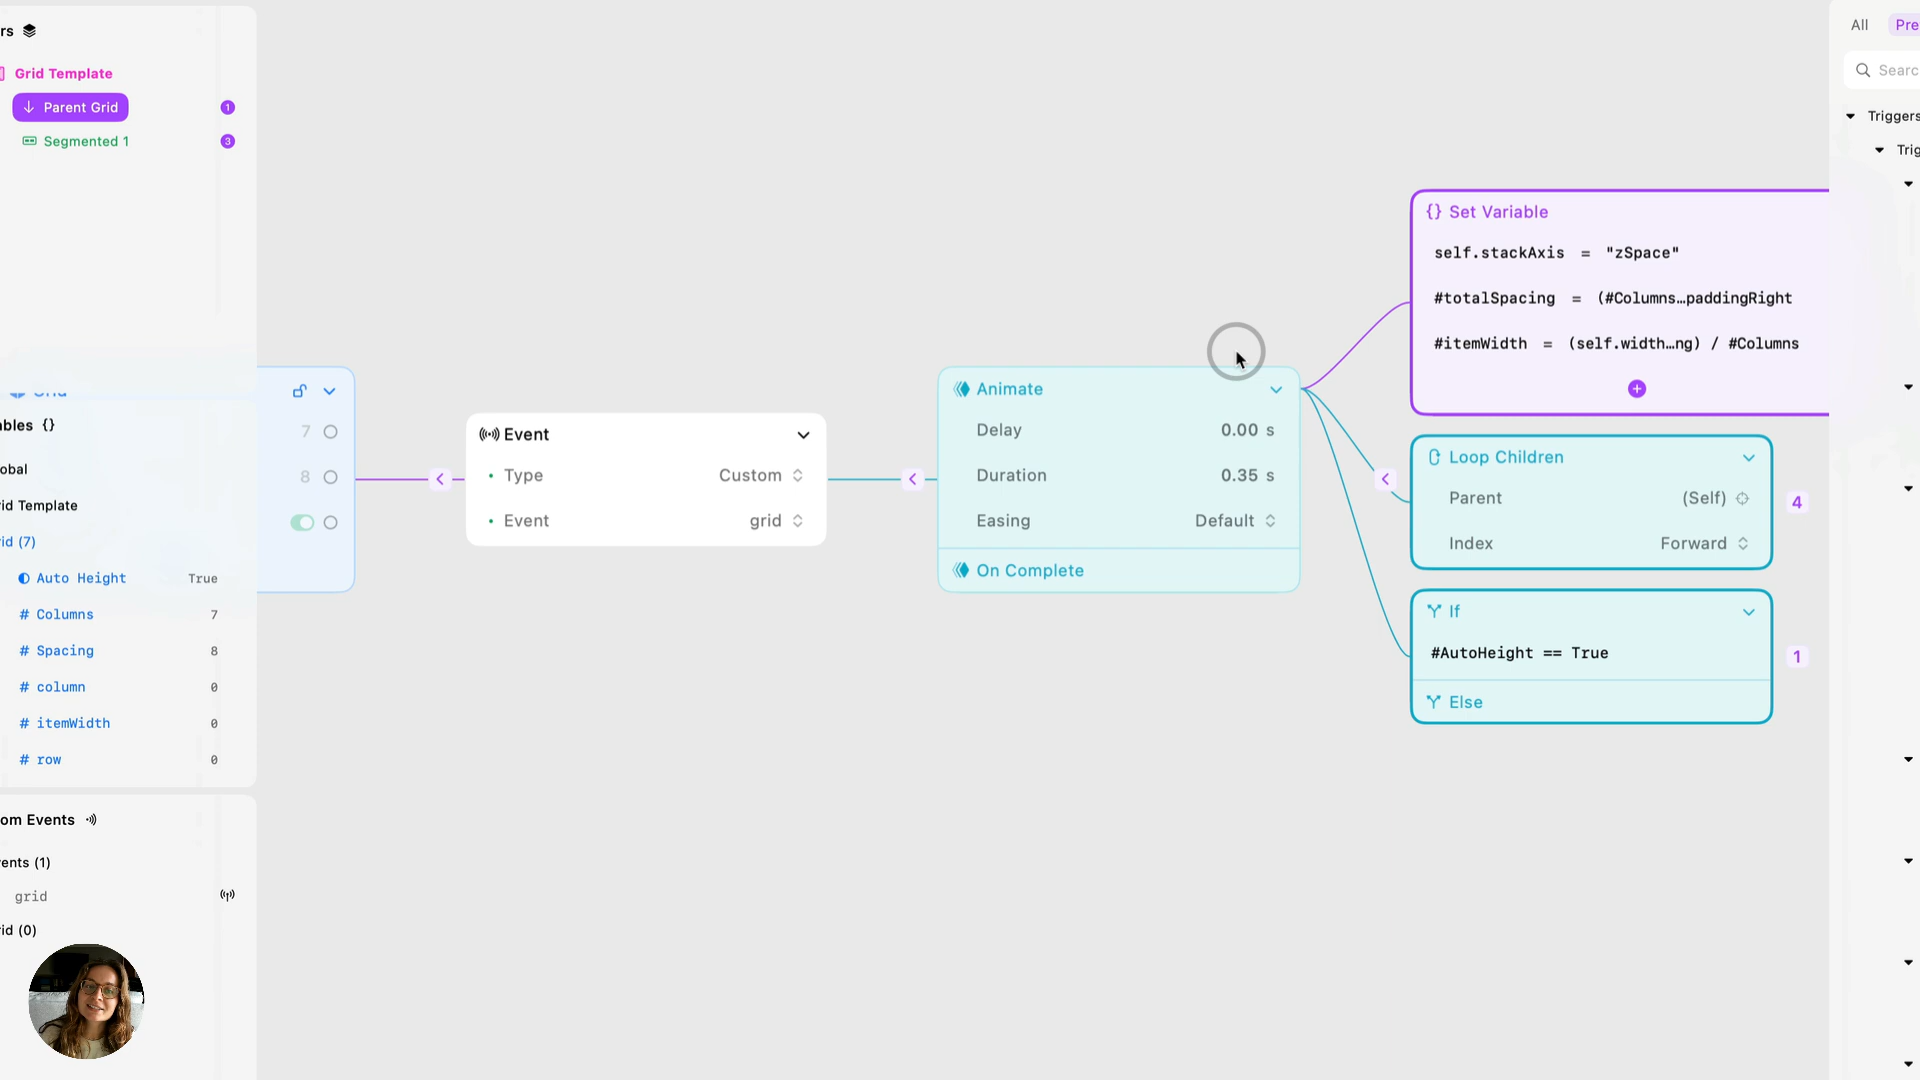 rs
Grid Template
Parent Grid 1
Segmented 1 3
bles {}
obal
id Template
id (7)
Auto Height True
# Columns 7
# Spacing 8
# column 0
# itemWidth 0
# row 0
om Events
ents (1)
grid
id (0)
7
8
Event
Type Custom
Event grid
Animate
Delay 0.00 s
Duration 0.35 s
Easing Default
On Complete
{} Set Variable
self.stackAxis = "zSpace"
#totalSpacing = (#Columns…paddingRight
#itemWidth = (self.width…ng) / #Columns
Loop Children
Parent (Self)
Index Forward
4
If
#AutoHeight == True
Else
1
All Pre
Searc
Triggers
Trig